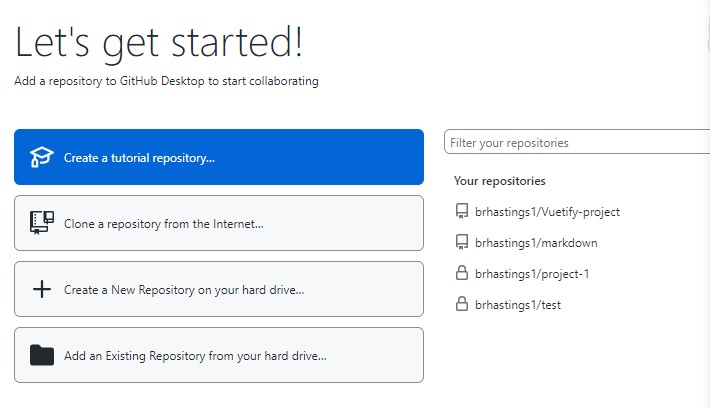 Let's get started!
Add a repository to GitHub Desktop to start collaborating
Create a tutorial repository...
Clone a repository from the Internet...
Create a New Repository on your hard drive...
Add an Existing Repository from your hard drive...
Filter your repositories
Your repositories
brhastings1/Vuetify-project
brhastings1/markdown
brhastings1/project-1
brhastings1/test